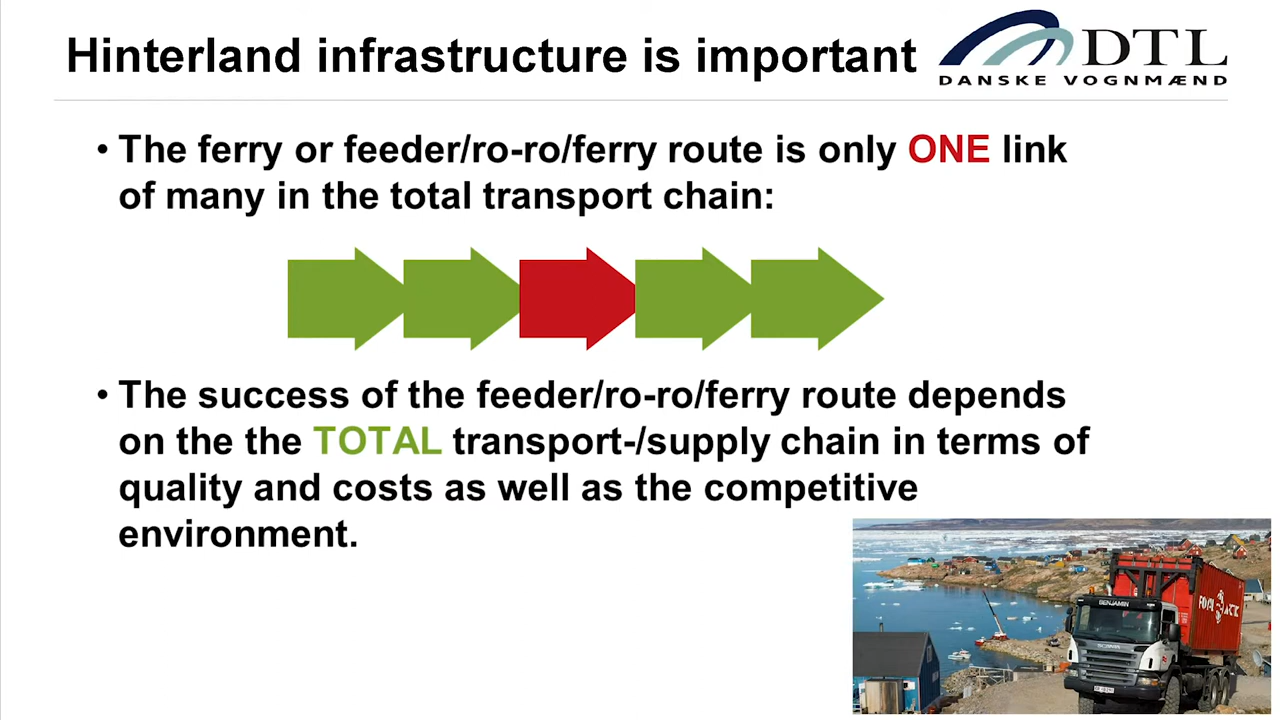 Hinterland infrastructure is important
DTL
DANSKE VOGNMÆND
• The ferry or feeder/ro-ro/ferry route is only ONE link
of many in the total transport chain:
• The success of the feeder/ro-ro/ferry route depends
on the the TOTAL transport-/supply chain in terms of
quality and costs as well as the competitive
environment.
BENJAMIN
SCANIA